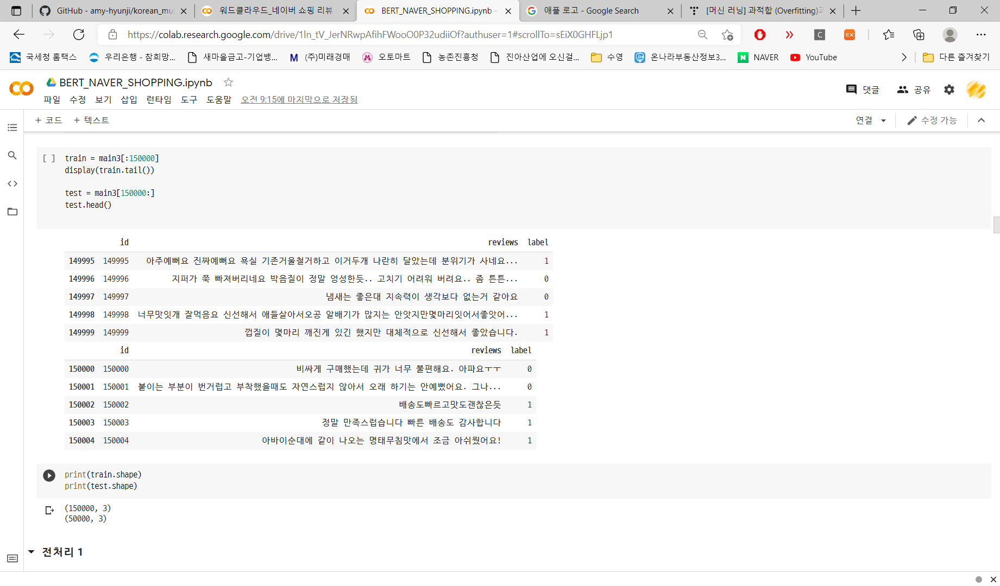 GitHub - amy-hyunji/korean_mu
워드클라우드_네이버 쇼핑 리뷰
BERT_NAVER_SHOPPING.ipynb -
애플 로고 - Google Search
[머신 러닝] 과적합 (Overfitting)
https://colab.research.google.com/drive/1ln_tV_JerNRwpAfihFWooO0P32udiiOf?authuser=1#scrollTo=sEiX0GHFLjp1
C
EX
국세청 홈택스
우리은행 - 참희망...
새마을금고-기업뱅...
M (주)미래경매
오토마트
농촌진흥청
진아산업에 오신걸...
수영
온나라부동산정보3...
N NAVER
YouTube
다른 즐겨찾기
BERT_NAVER_SHOPPING.ipynb
댓글
공유
파일 수정 보기 삽입 런타임 도구 도움말 오전 9:15에 마지막으로 저장됨
+ 코드 + 텍스트
연결
수정 가능
[ ] train = main3[:150000]
display(train.tail())
test = main3[150000:]
test.head()
id reviews label
149995 149995 아주예뻐요 진짜예뻐요 욕실 기존거울철거하고 이거두개 나란히 달았는데 분위기가 사네요... 1
149996 149996 지퍼가 쭉 빠져버리네요 박음질이 정말 엉성한듯.. 고치기 어려워 버려요.. 좀 튼튼... 0
149997 149997 냄새는 좋은대 지속력이 생각보다 없는거 같아요 0
149998 149998 너무맛잇개 잘먹음요 신선해서 애들살아서오공 알배기가 많지는 안앗지만몇마리잇어서좋앗어... 1
149999 149999 껍질이 몇마리 깨진게 있긴 했지만 대체적으로 신선해서 좋았습니다. 1
id reviews label
150000 150000 비싸게 구매했는데 귀가 너무 불편해요. 아파요ㅜㅜ 0
150001 150001 붙이는 부분이 번거럽고 부착했을때도 자연스럽지 않아서 오래 하기는 안예뻤어요. 그나... 0
150002 150002 배송도빠르고맛도괜찮은듯 1
150003 150003 정말 만족스럽습니다 빠른 배송도 감사합니다 1
150004 150004 아바이순대에 같이 나오는 명태무침맛에서 조금 아쉬웠어요! 1
print(train.shape)
print(test.shape)
(150000, 3)
(50000, 3)
전처리 1